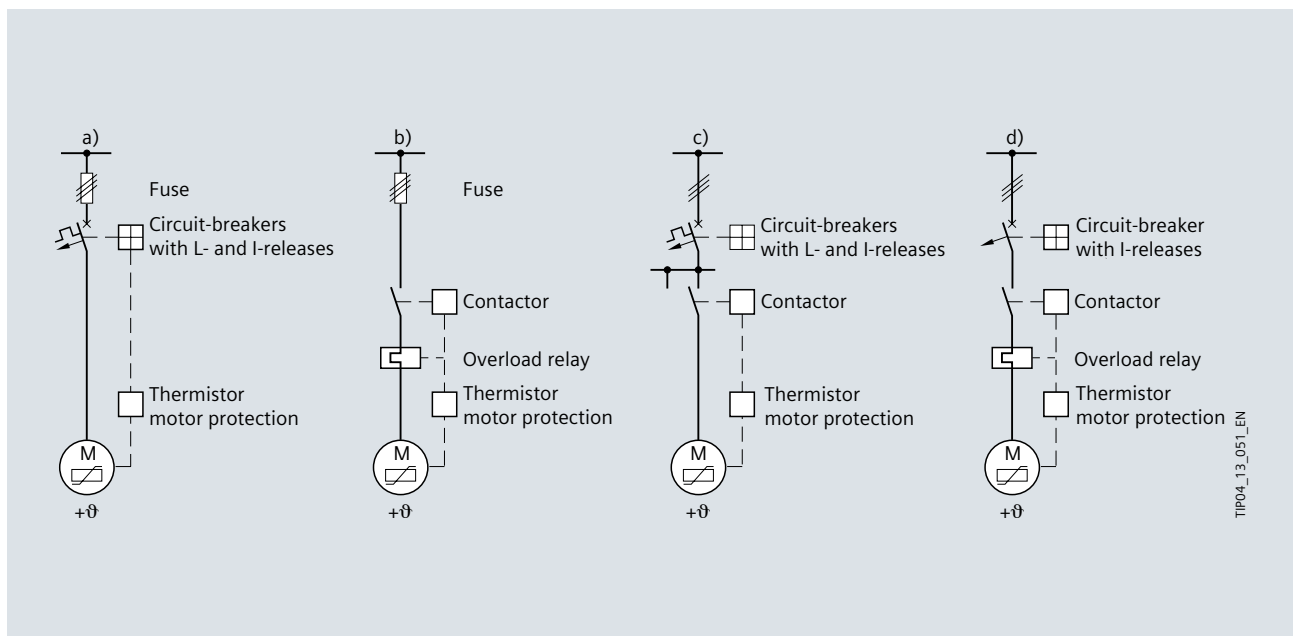 a)
Fuse
Circuit-breakers
with L- and I-releases
Thermistor
motor protection
M
+ϑ
b)
Fuse
Contactor
Overload relay
Thermistor
motor protection
M
+ϑ
c)
Circuit-breakers
with L- and I-releases
Contactor
Thermistor
motor protection
M
+ϑ
d)
Circuit-breaker
with I-releases
Contactor
Overload relay
Thermistor
motor protection
M
+ϑ
TIP04_13_051_EN